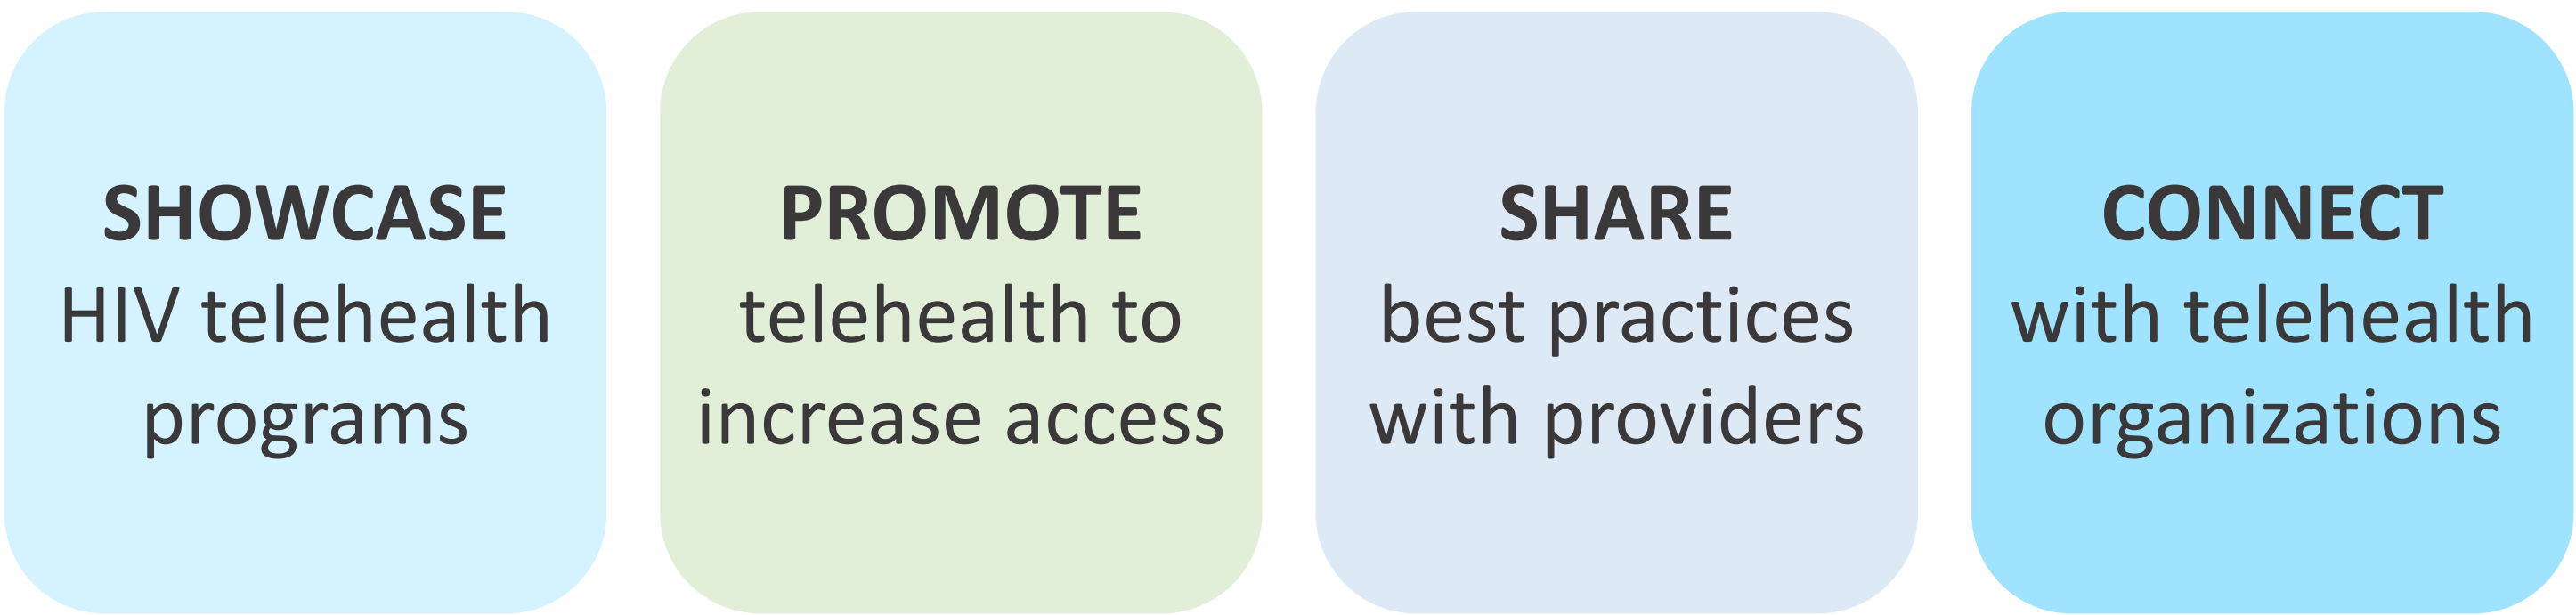 SHOWCASE
HIV telehealth
programs
PROMOTE
telehealth to
increase access
SHARE
best practices
with providers
CONNECT
with telehealth
organizations